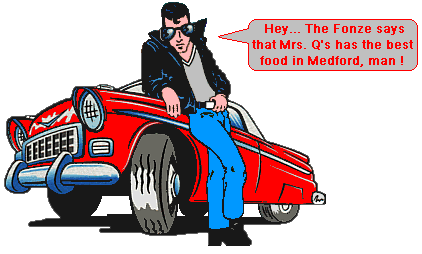 Hey... The Fonze says
that Mrs. Q's has the best
food in Medford, man !